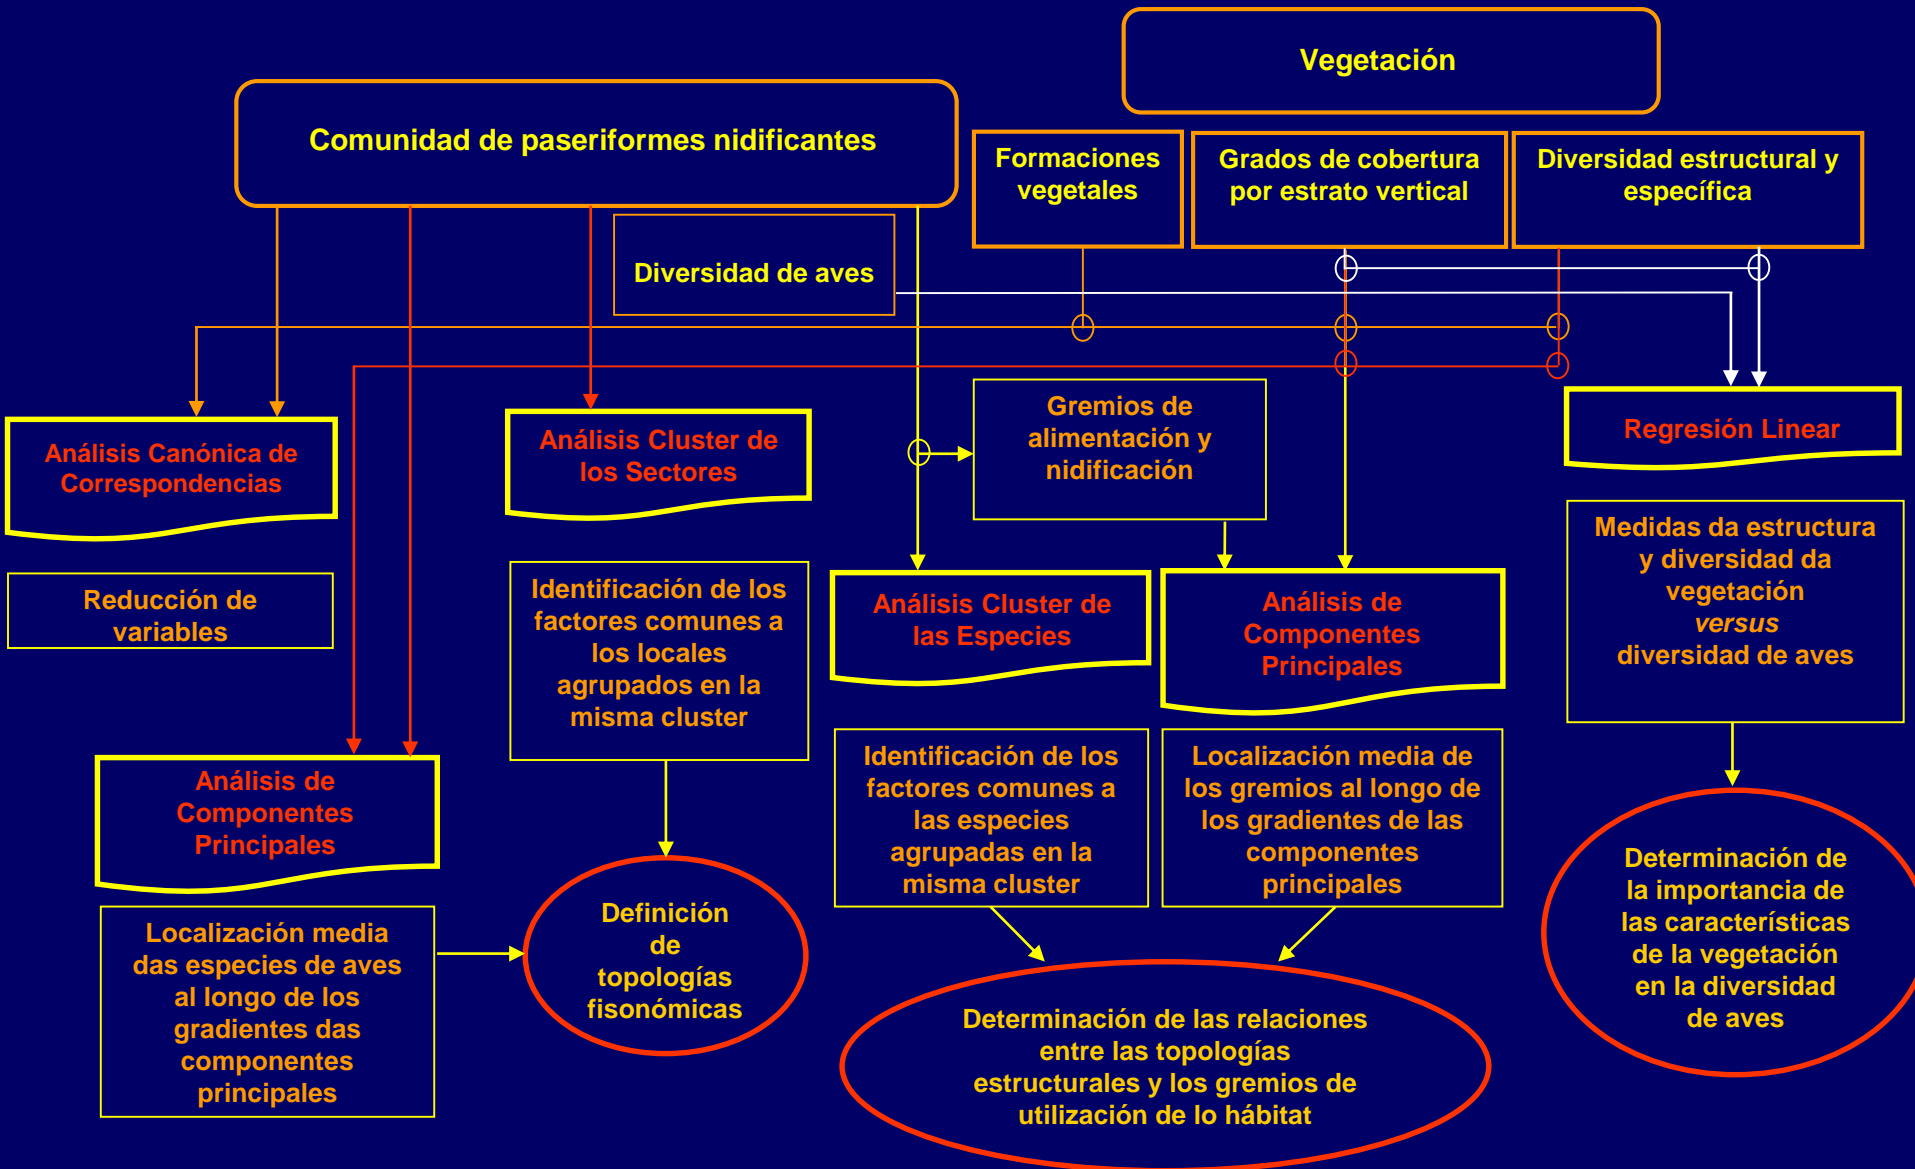 Vegetación
Comunidad de paseriformes nidificantes
Formaciones
vegetales
Grados de cobertura
por estrato vertical
Diversidad estructural y
específica
Diversidad de aves
Análisis Canónica de
Correspondencias
Reducción de
variables
Análisis Cluster de
los Sectores
Identificación de los
factores comunes a
los locales
agrupados en la
misma cluster
Gremios de
alimentación y
nidificación
Análisis Cluster de
las Especies
Análisis de
Componentes
Principales
Regresión Linear
Medidas da estructura
y diversidad da
vegetación
versus
diversidad de aves
Análisis de
Componentes
Principales
Localización media
das especies de aves
al longo de los
gradientes das
componentes
principales
Definición
de
topologías
fisonómicas
Identificación de los
factores comunes a
las especies
agrupadas en la
misma cluster
Localización media de
los gremios al longo de
los gradientes de las
componentes
principales
Determinación de las relaciones
entre las topologías
estructurales y los gremios de
utilización de lo hábitat
Determinación de
la importancia de
las características
de la vegetación
en la diversidad
de aves